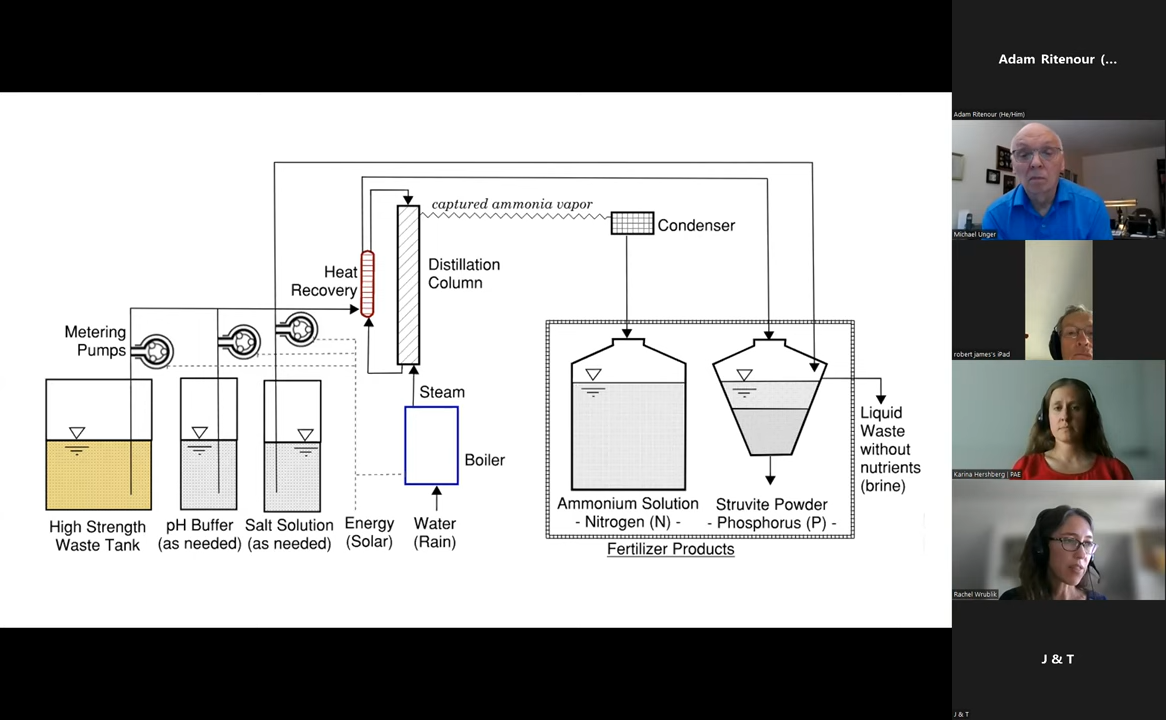 captured ammonia vapor
Condenser
Heat
Recovery
Distillation
Column
Metering
Pumps
Steam
Boiler
High Strength
Waste Tank
pH Buffer
(as needed)
Salt Solution
(as needed)
Energy
(Solar)
Water
(Rain)
Ammonium Solution
- Nitrogen (N) -
Struvite Powder
- Phosphorus (P) -
Fertilizer Products
Liquid
Waste
without
nutrients
(brine)
Adam Ritenour (...
Adam Ritenour (He/Him)
Michael Unger
robert james's iPad
Karina Hershberg | PAE
Rachel Wrublik
J & T
J & T